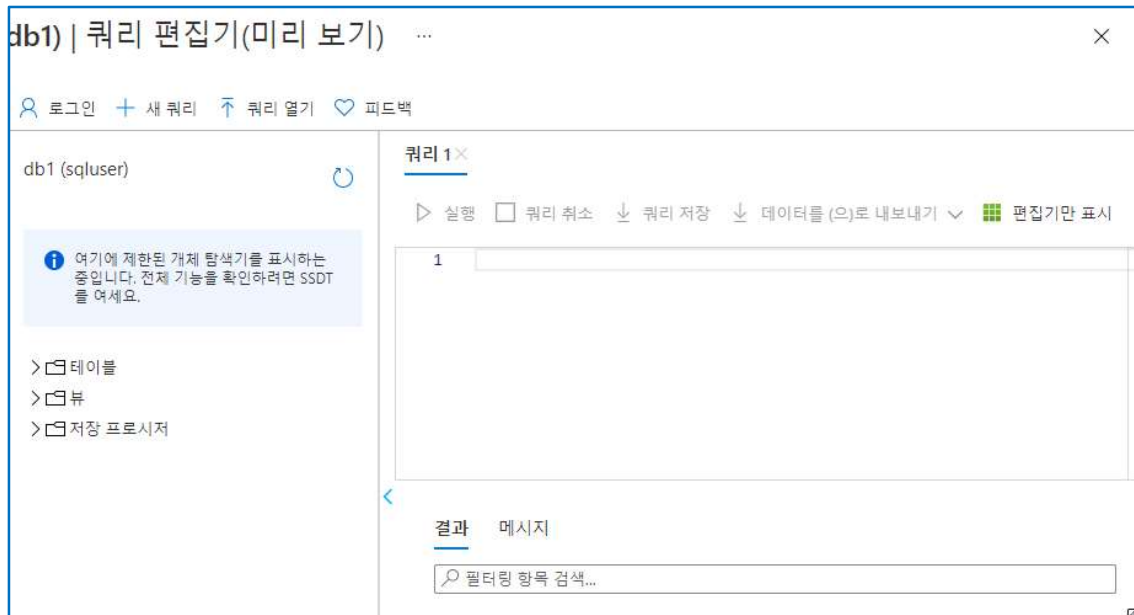 db1) | 쿼리 편집기(미리 보기) ...
로그인 새 쿼리 쿼리 열기 피드백
db1 (sqluser)
여기에 제한된 개체 탐색기를 표시하는
중입니다. 전체 기능을 확인하려면 SSDT
를 여세요.
테이블
뷰
저장 프로시저
쿼리 1
실행 쿼리 취소 쿼리 저장 데이터를 (으)로 내보내기 편집기만 표시
1
결과 메시지
필터링 항목 검색...